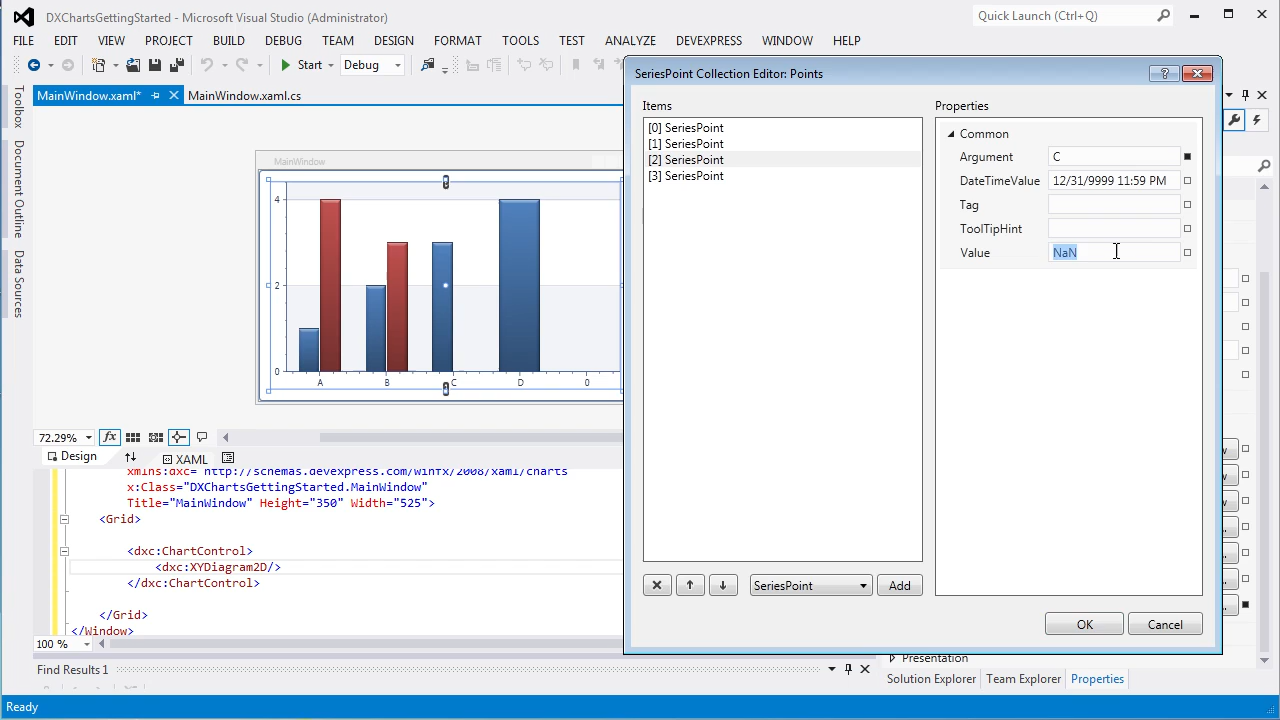 DXChartsGettingStarted - Microsoft Visual Studio (Administrator)
Quick Launch (Ctrl+Q)
FILE EDIT VIEW PROJECT BUILD DEBUG TEAM DESIGN FORMAT TOOLS TEST ANALYZE DEVEXPRESS WINDOW HELP
Start Debug
SeriesPoint Collection Editor: Points
MainWindow.xaml* MainWindow.xaml.cs
Toolbox
Document Outline
Data Sources
Items
Properties
[0] SeriesPoint
[1] SeriesPoint
[2] SeriesPoint
[3] SeriesPoint
Common
Argument C
DateTimeValue 12/31/9999 11:59 PM
Tag
ToolTipHint
Value NaN
MainWindow
4
2
0
A B C D 0
72.29%
Design XAML
xmlns:dxc="http://schemas.devexpress.com/winfx/2008/xaml/charts
x:Class="DXChartsGettingStarted.MainWindow"
Title="MainWindow" Height="350" Width="525">
<Grid>
<dxc:ChartControl>
<dxc:XYDiagram2D/>
</dxc:ChartControl>
</Grid>
</Window>
100 %
SeriesPoint Add
OK Cancel
Find Results 1
Presentation
Solution Explorer Team Explorer Properties
Ready